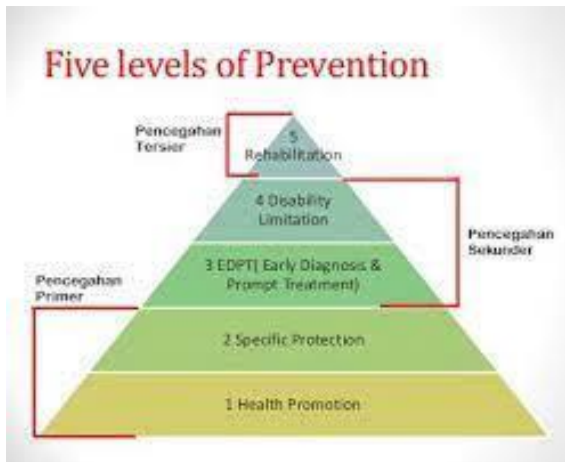 Five levels of Prevention
Pencegahan
Tersier
5
Rehabilitation
4 Disability
Limitation
Pencegahan
Sekunder
3 EDPT( Early Diagnosis &
Prompt Treatment)
Pencegahan
Primer
2 Specific Protection
1 Health Promotion